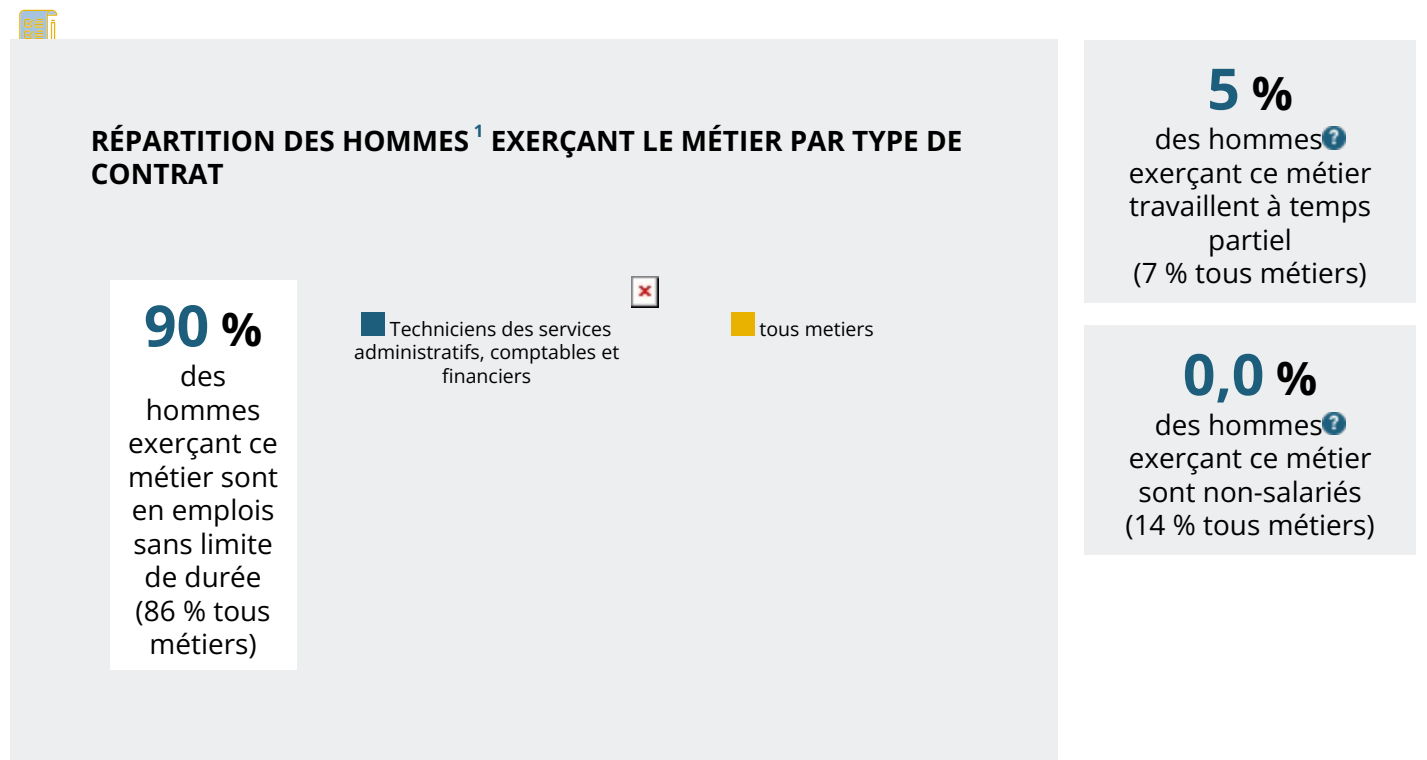 RÉPARTITION DES HOMMES 1 EXERÇANT LE MÉTIER PAR TYPE DE
CONTRAT
90 %
des
hommes
exerçant ce
métier sont
en emplois
sans limite
de durée
(86 % tous
métiers)
Techniciens des services
administratifs, comptables et
financiers
tous metiers
5 %
des hommes?
exerçant ce métier
travaillent à temps
partiel
(7 % tous métiers)
0,0 %
des hommes?
exerçant ce métier
sont non-salariés
(14 % tous métiers)